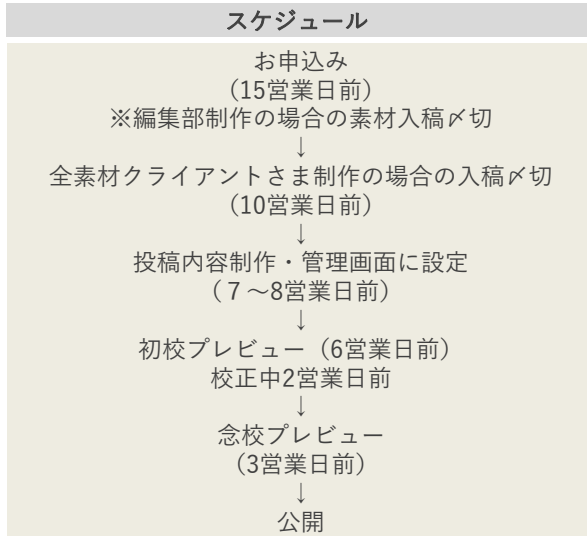 スケジュール
お申込み
(15営業日前)
※編集部制作の場合の素材入稿〆切
↓
全素材クライアントさま制作の場合の入稿〆切
(10営業日前)
↓
投稿内容制作・管理画面に設定
(７～8営業日前)
↓
初校プレビュー（6営業日前)
校正中2営業日前
↓
念校プレビュー
(3営業日前)
↓
公開